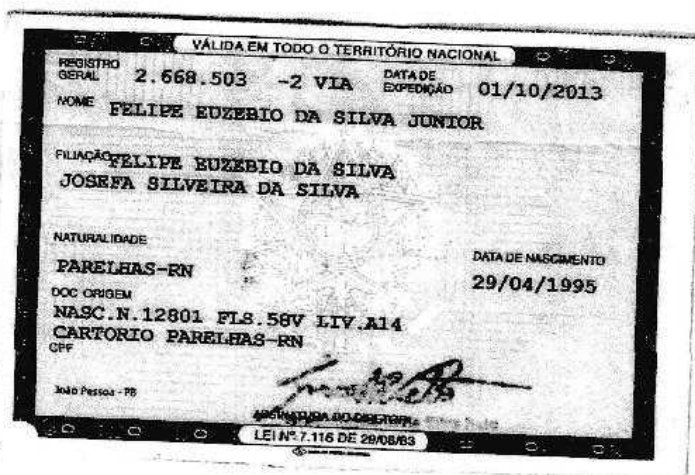 VÁLIDA EM TODO O TERRITÓRIO NACIONAL
REGISTRO GERAL 2.668.503 -2 VIA DATA DE EXPEDIÇÃO 01/10/2013
NOME FELIPE EUZEBIO DA SILVA JUNIOR
FILIAÇÃO FELIPE EUZEBIO DA SILVA
JOSEFA SILVEIRA DA SILVA
NATURALIDADE DATA DE NASCIMENTO
PARELHAS-RN 29/04/1995
DOC ORIGEM
NASC.N.12801 FLS.58V LIV.A14
CARTORIO PARELHAS-RN
CPF
João Pessoa - PB
ASSINATURA DO DIRETOR
LEI Nº 7.116 DE 29/08/83